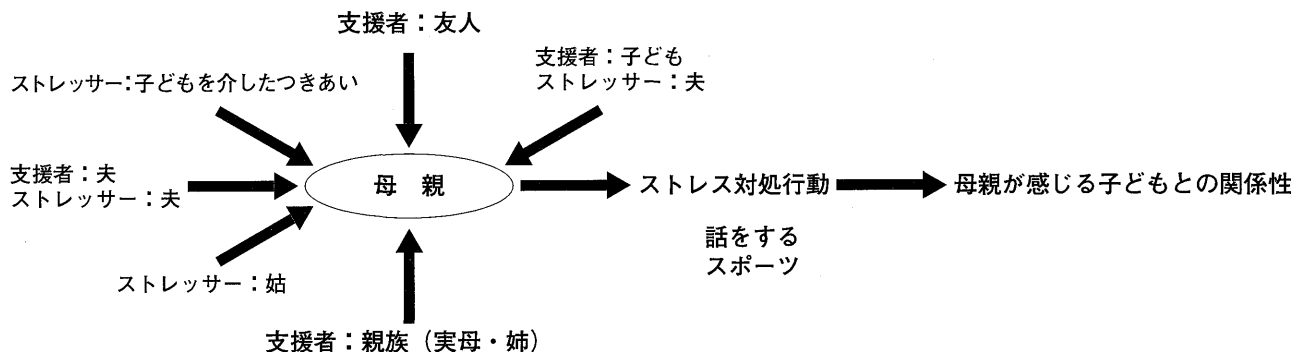 支援者：友人
支援者：子ども
ストレッサー：夫
ストレッサー：子どもを介したつきあい
支援者：夫
ストレッサー：夫
母　親
ストレス対処行動
母親が感じる子どもとの関係性
話をする
スポーツ
ストレッサー：姑
支援者：親族（実母・姉）